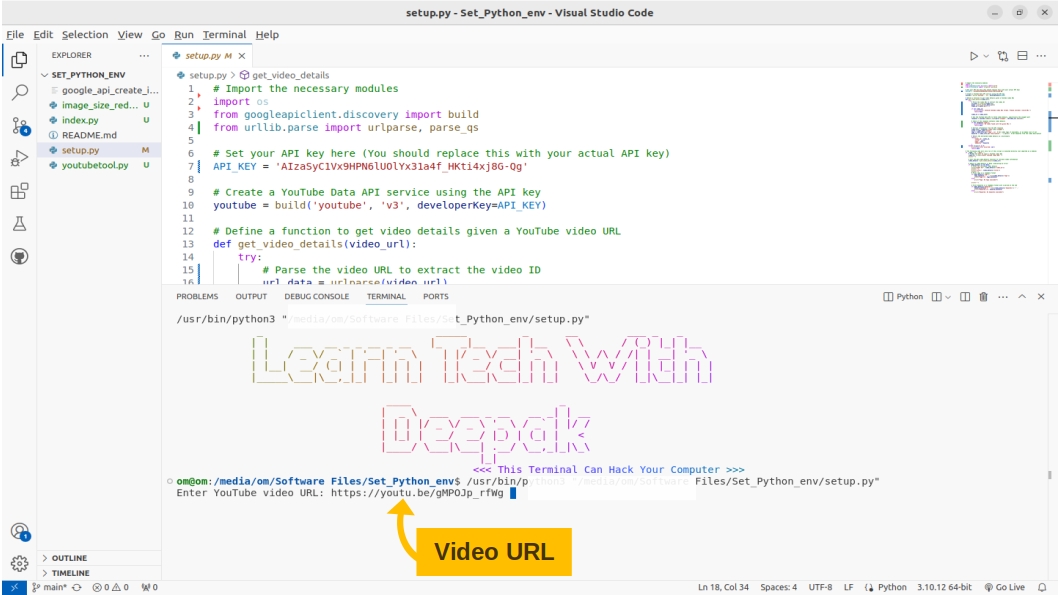 setup.py - Set_Python_env - Visual Studio Code
File Edit Selection View Go Run Terminal Help
EXPLORER ...
SET_PYTHON_ENV
google_api_create_i...
image_size_red... U
index.py U
README.md
setup.py M
youtubetool.py U
OUTLINE
TIMELINE
setup.py M
setup.py > get_video_details
1 # Import the necessary modules
2 import os
3 from googleapiclient.discovery import build
4 from urllib.parse import urlparse, parse_qs
5
6 # Set your API key here (You should replace this with your actual API key)
7 API_KEY = 'AIzaSyC1Vx9HPN6lUOlYx31a4f_HKti4xj8G-Qg'
8
9 # Create a YouTube Data API service using the API key
10 youtube = build('youtube', 'v3', developerKey=API_KEY)
11
12 # Define a function to get video details given a YouTube video URL
13 def get_video_details(video_url):
14 try:
15 # Parse the video URL to extract the video ID
16 url_data = urlparse(video_url)
PROBLEMS OUTPUT DEBUG CONSOLE TERMINAL PORTS
Python
/usr/bin/python3 "/media/om/Software Files/Set_Python_env/setup.py"
Learn Tech With
Deepak
<<< This Terminal Can Hack Your Computer >>>
om@om:/media/om/Software Files/Set_Python_env$ /usr/bin/python3 "/media/om/Software Files/Set_Python_env/setup.py"
Enter YouTube video URL: https://youtu.be/gMPOJp_rfWg
Video URL
main* 0 0 0 Ln 18, Col 34 Spaces: 4 UTF-8 LF Python 3.10.12 64-bit Go Live